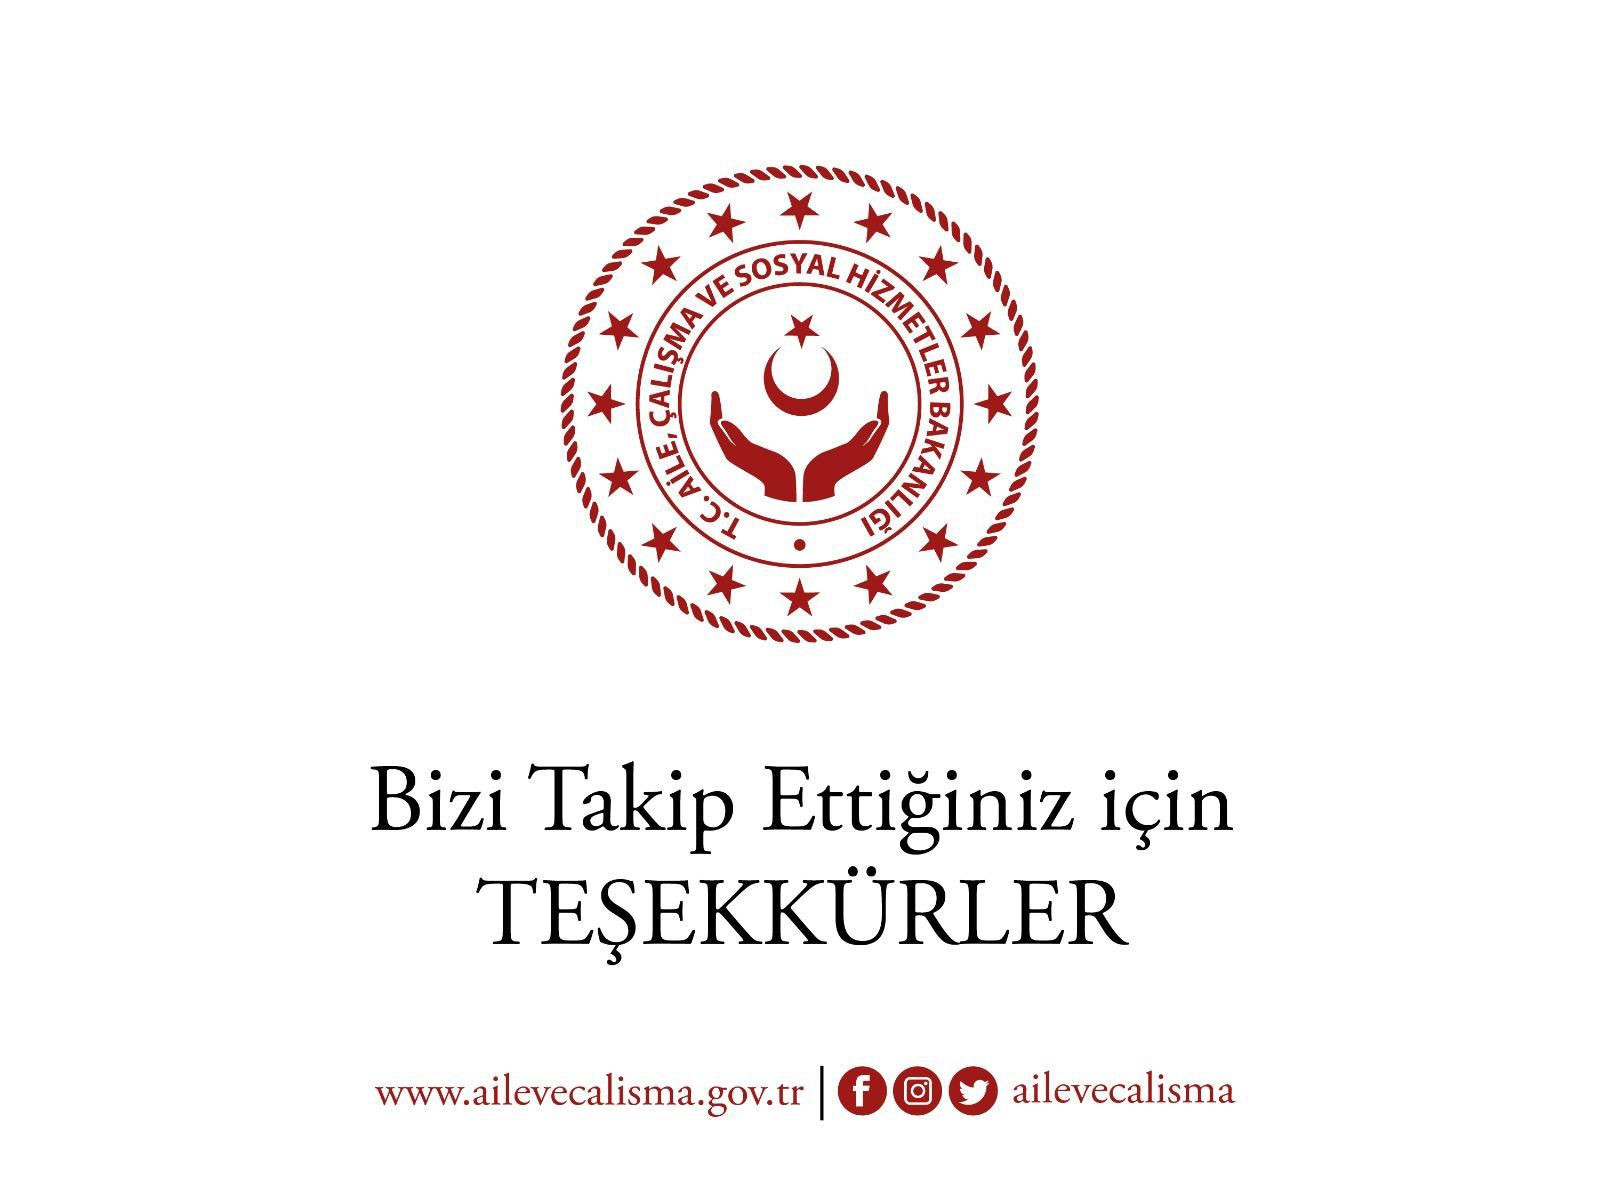 T.C. AİLE, ÇALIŞMA VE SOSYAL HİZMETLER BAKANLIĞI
Bizi Takip Ettiğiniz için
TEŞEKKÜRLER
www.ailevecalisma.gov.tr | ailevecalisma